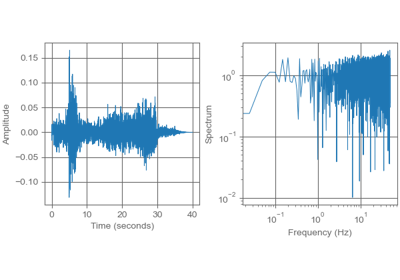 0.15
0.10
0.05
0.00
−0.05
−0.10
0 10 20 30 40
Time (seconds)
Amplitude
10⁰
10⁻¹
10⁻²
10⁻¹ 10⁰ 10¹
Frequency (Hz)
Spectrum